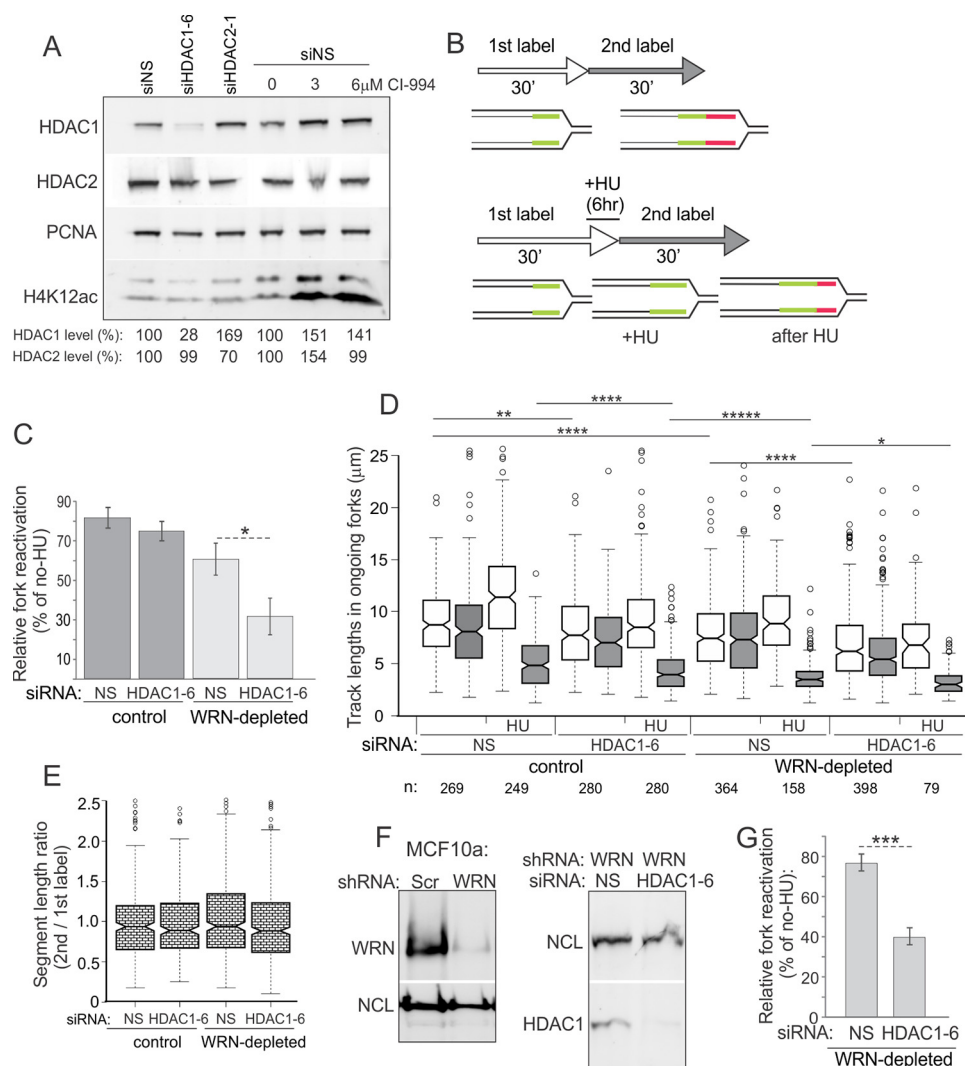 A
siNS
siHDAC1-6
siHDAC2-1
siNS
0 3 6μM CI-994
HDAC1
HDAC2
PCNA
H4K12ac
HDAC1 level (%): 100 28 169 100 151 141
HDAC2 level (%): 100 99 70 100 154 99
B
1st label 2nd label
30' 30'
+HU
(6hr)
1st label 2nd label
30' 30'
+HU after HU
C
Relative fork reactivation
(% of no-HU)
90
70
50
30
10
*
siRNA: NS HDAC1-6 NS HDAC1-6
control WRN-depleted
D
Track lengths in ongoing forks (μm)
25
20
15
10
5
0
**** 
** *****
**** *
****
HU HU HU HU
siRNA: NS HDAC1-6 NS HDAC1-6
control WRN-depleted
n: 269 249 280 280 364 158 398 79
E
Segment length ratio
(2nd / 1st label)
2.5
2.0
1.5
1.0
0.5
0
siRNA: NS HDAC1-6 NS HDAC1-6
control WRN-depleted
F
MCF10a:
shRNA: Scr WRN
WRN
NCL
shRNA: WRN WRN
siRNA: NS HDAC1-6
NCL
HDAC1
G
Relative fork reactivation
(% of no-HU):
80
60
40
20
0
***
siRNA: NS HDAC1-6
WRN-depleted